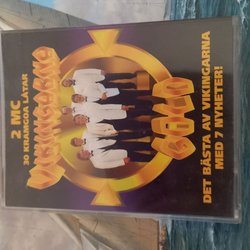 2 MC
30 KRAMGOA LÅTAR
VIKINGARNA
GOLD
DET BÄSTA AV VIKINGARNA
MED 7 NYHETER!